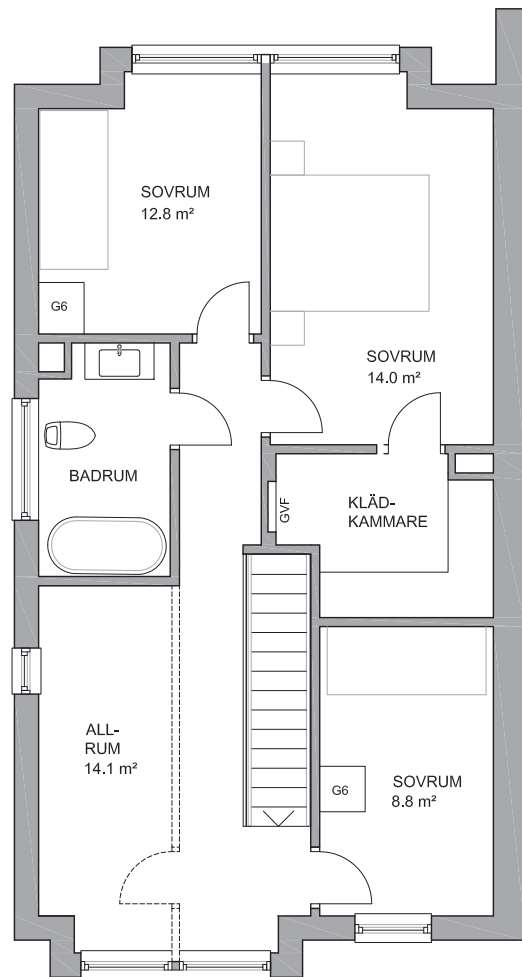 SOVRUM
12.8 m²
G6
SOVRUM
14.0 m²
BADRUM
GVF
KLÄD-
KAMMARE
ALL-
RUM
14.1 m²
G6
SOVRUM
8.8 m²